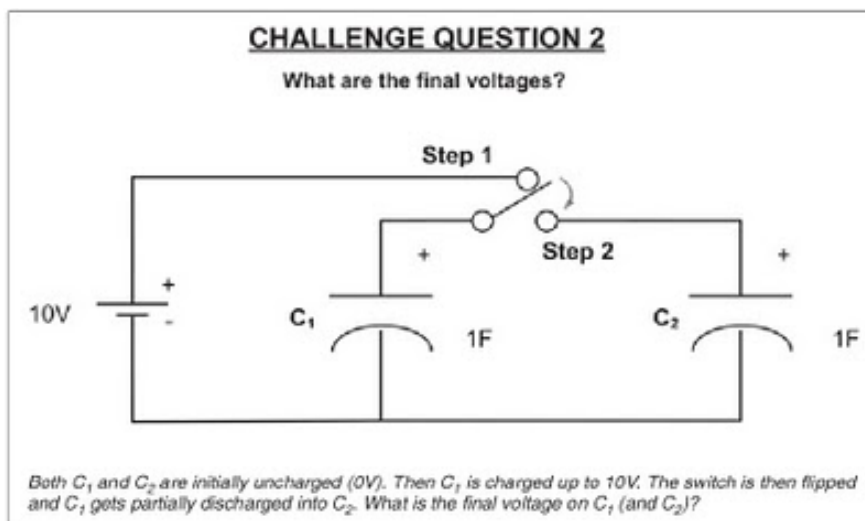 CHALLENGE QUESTION 2
What are the final voltages?
Step 1
Step 2
+
+
+
-
10V
C₁
1F
C₂
1F
Both C₁ and C₂ are initially uncharged (0V). Then C₁ is charged up to 10V. The switch is then flipped
and C₁ gets partially discharged into C₂. What is the final voltage on C₁ (and C₂)?